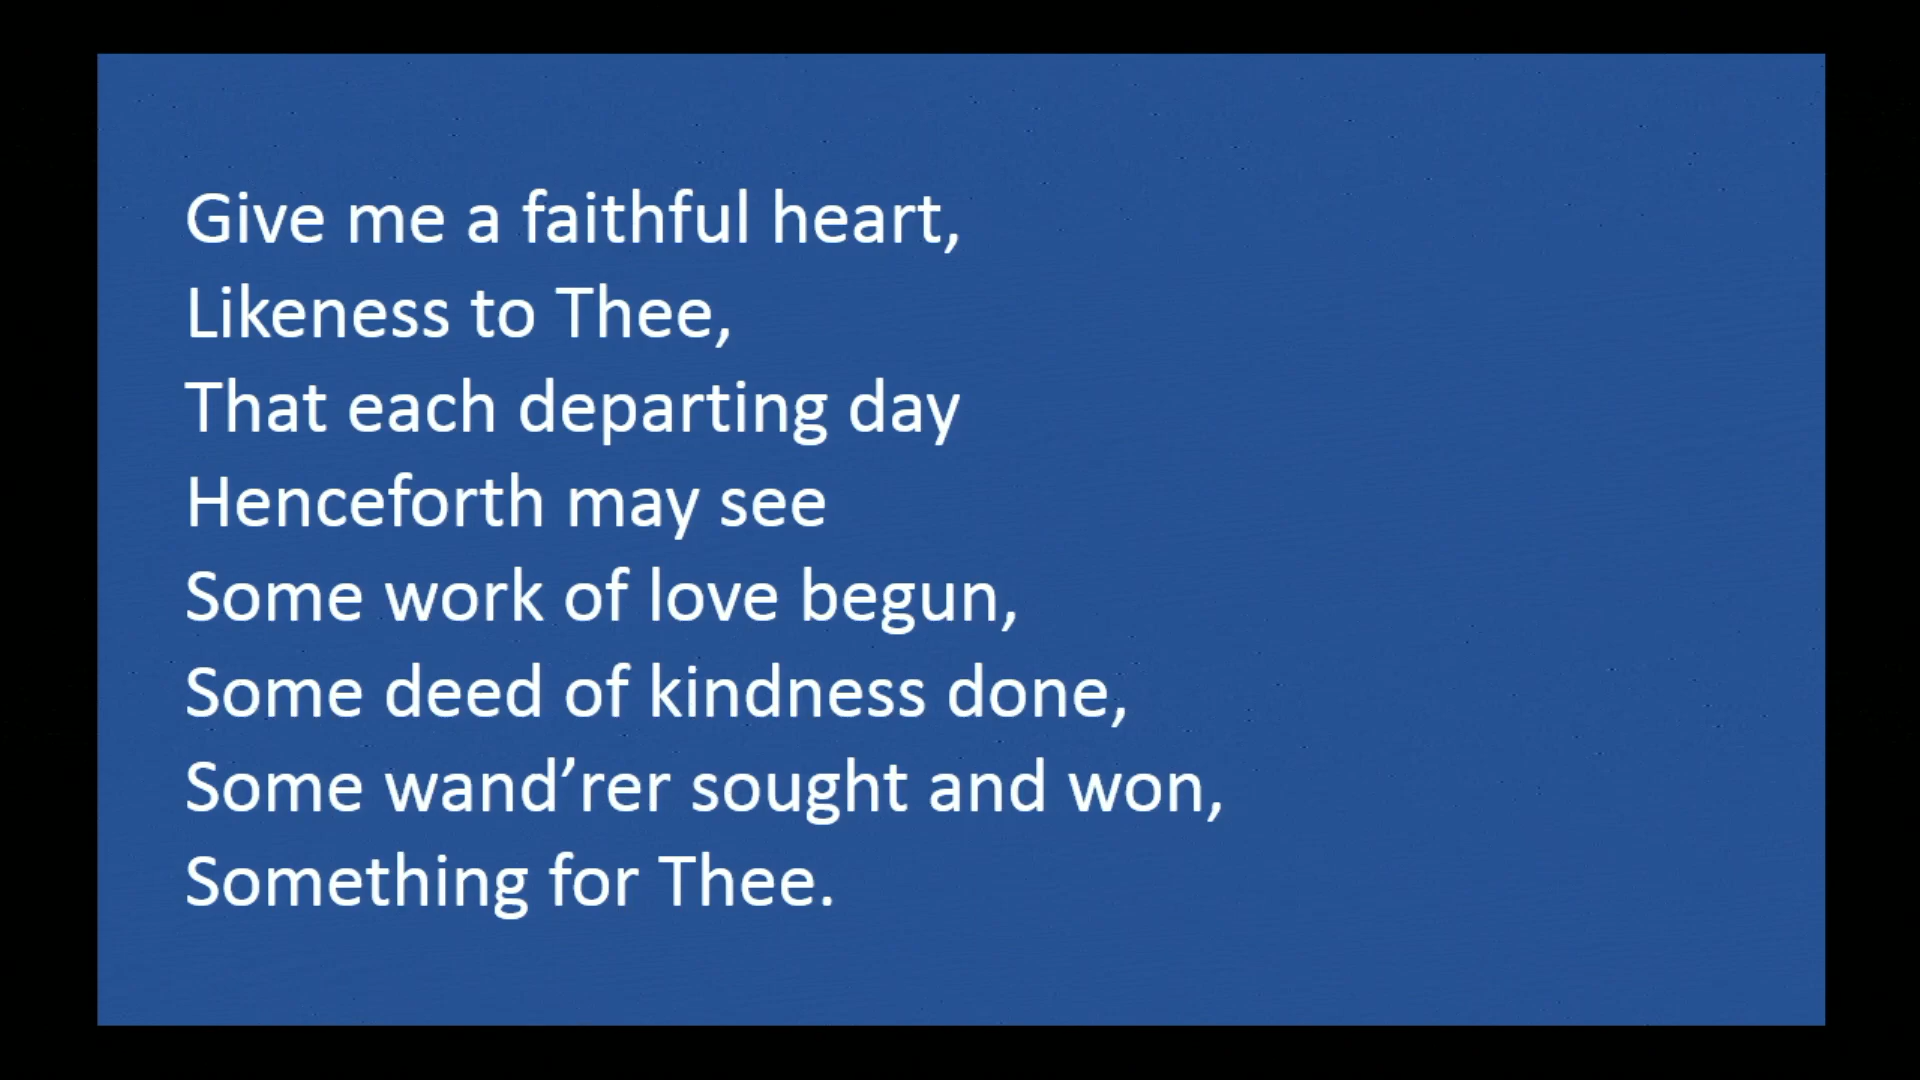 Give me a faithful heart,
Likeness to Thee,
That each departing day
Henceforth may see
Some work of love begun,
Some deed of kindness done,
Some wand’rer sought and won,
Something for Thee.